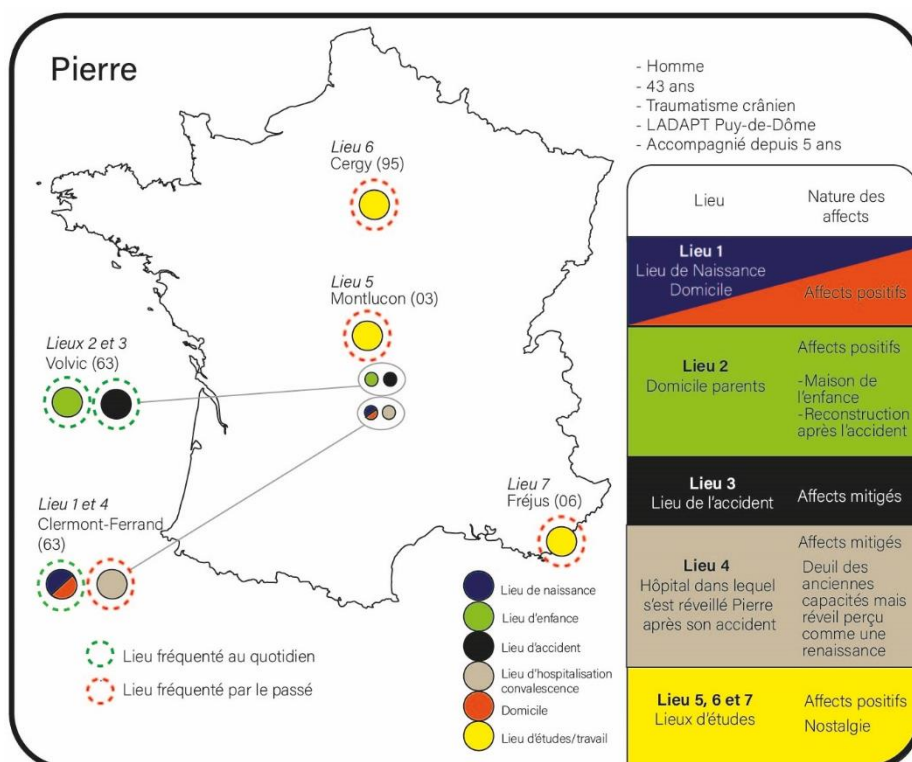 Pierre
- Homme
- 43 ans
- Traumatisme crânien
- LADAPT Puy-de-Dôme
- Accompagné depuis 5 ans
Lieu 6
Cergy (95)
Lieu 5
Montlucon (03)
Lieux 2 et 3
Volvic (63)
Lieu 1 et 4
Clermont-Ferrand
(63)
Lieu 7
Fréjus (06)
Lieu fréquenté au quotidien
Lieu fréquenté par le passé
Lieu de naissance
Lieu d'enfance
Lieu d'accident
Lieu d'hospitalisation
convalescence
Domicile
Lieu d'études/travail
Lieu
Nature des
affects
Lieu 1
Lieu de Naissance
Domicile
Affects positifs
Lieu 2
Domicile parents
Affects positifs
-Maison de
l'enfance
-Reconstruction
après l'accident
Lieu 3
Lieu de l'accident
Affects mitigés
Lieu 4
Hôpital dans lequel
s'est réveillé Pierre
après son accident
Affects mitigés
Deuil des
anciennes
capacités mais
réveil perçu
comme une
renaissance
Lieu 5, 6 et 7
Lieux d'études
Affects positifs
Nostalgie